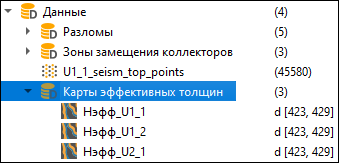 Данные (4)
Разломы (5)
Зоны замещения коллекторов (3)
U1_1_seism_top_points (45580)
Карты эффективных толщин (3)
Нэфф_U1_1 d [423, 429]
Нэфф_U1_2 d [423, 429]
Нэфф_U2_1 d [423, 429]